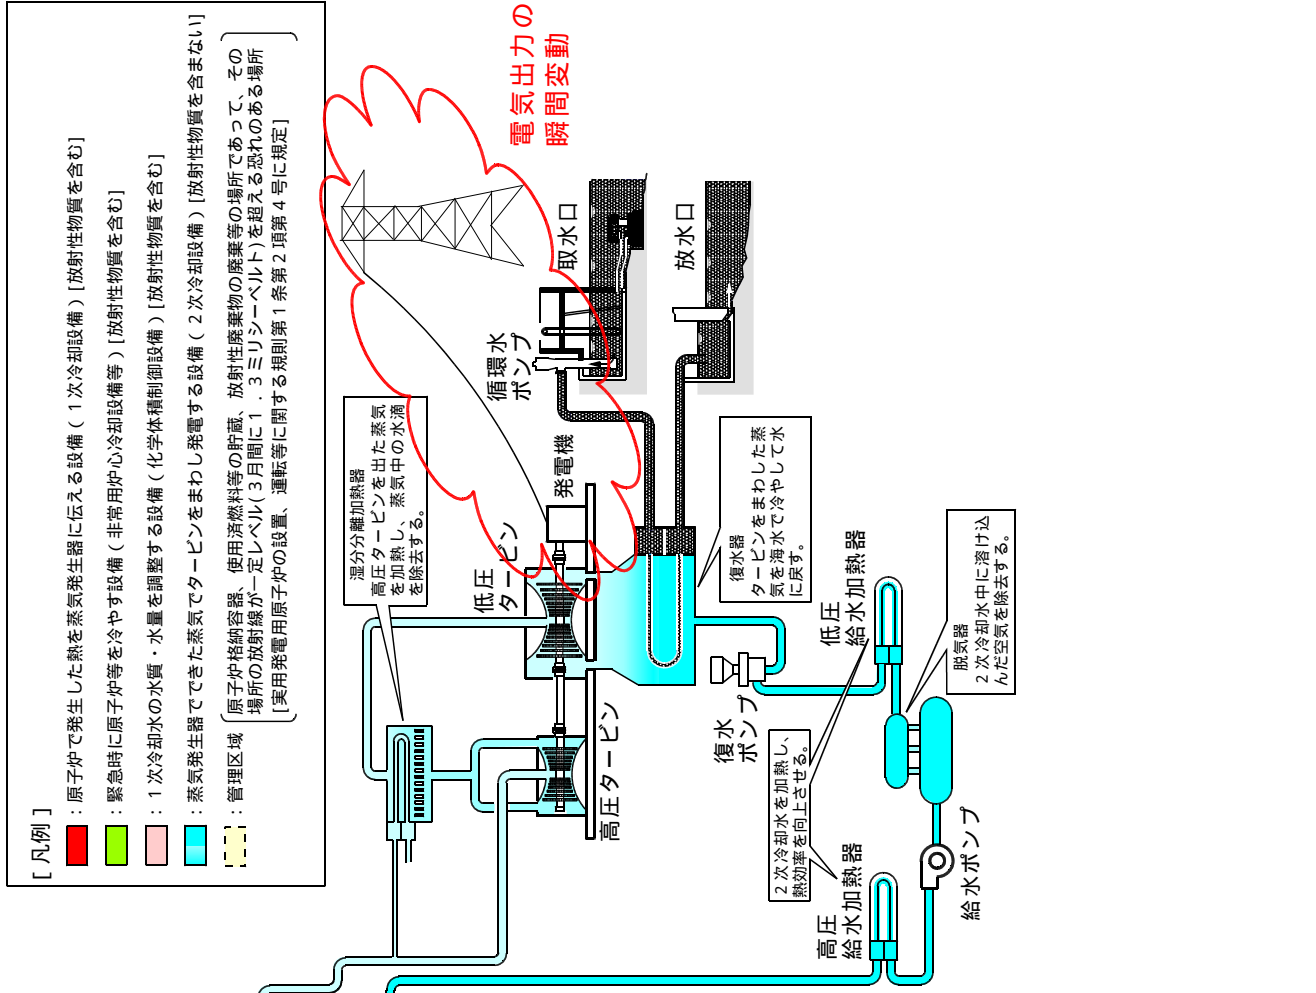 [ 凡例 ]
：原子炉で発生した熱を蒸気発生器に伝える設備（１次冷却設備）[放射性物質を含む]
：緊急時に原子炉等を冷やす設備（非常用炉心冷却設備等）[放射性物質を含む]
：１次冷却水の水質・水量を調整する設備（化学体積制御設備）[放射性物質を含む]
：蒸気発生器でできた蒸気でタービンをまわし発電する設備（２次冷却設備）[放射性物質を含まない]
：管理区域
原子炉格納容器、使用済燃料等の貯蔵、放射性廃棄物の廃棄等の場所であって、その
場所の放射線が一定レベル(３月間に１．３ミリシーベルト)を超える恐れのある場所
[実用発電用原子炉の設置、運転等に関する規則第１条第２項第４号に規定]
電気出力の
瞬間変動
湿分分離加熱器
高圧タービンを出た蒸気
を加熱し、蒸気中の水滴
を除去する。
低圧
タービン
発電機
循環水
ポンプ
取水口
放水口
高圧タービン
復水器
タービンをまわした蒸
気を海水で冷やして水
に戻す。
復水
ポンプ
低圧
給水加熱器
２次冷却水を加熱し、
熱効率を向上させる。
脱気器
２次冷却水中に溶け込
んだ空気を除去する。
高圧
給水加熱器
給水ポンプ